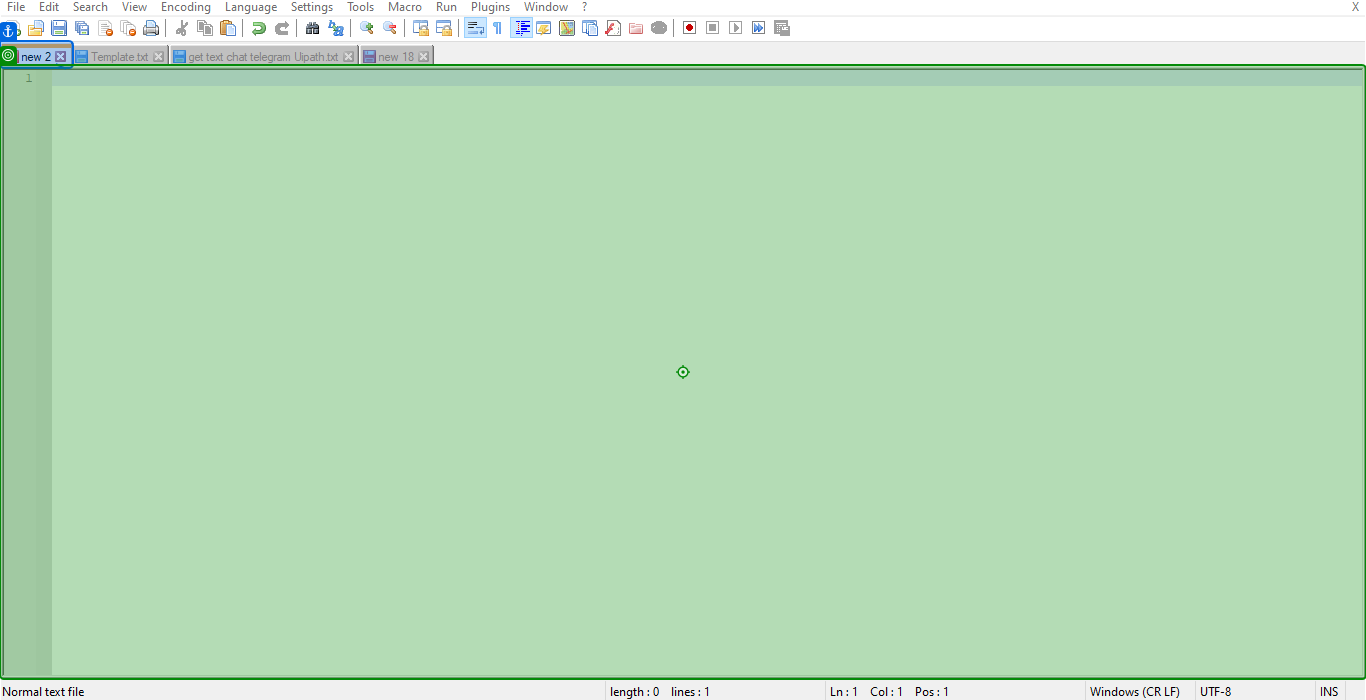 File Edit Search View Encoding Language Settings Tools Macro Run Plugins Window ? X
new 2 Template.txt get text chat telegram Uipath.txt new 18
1
Normal text file length : 0 lines : 1 Ln : 1 Col : 1 Pos : 1 Windows (CR LF) UTF-8 INS